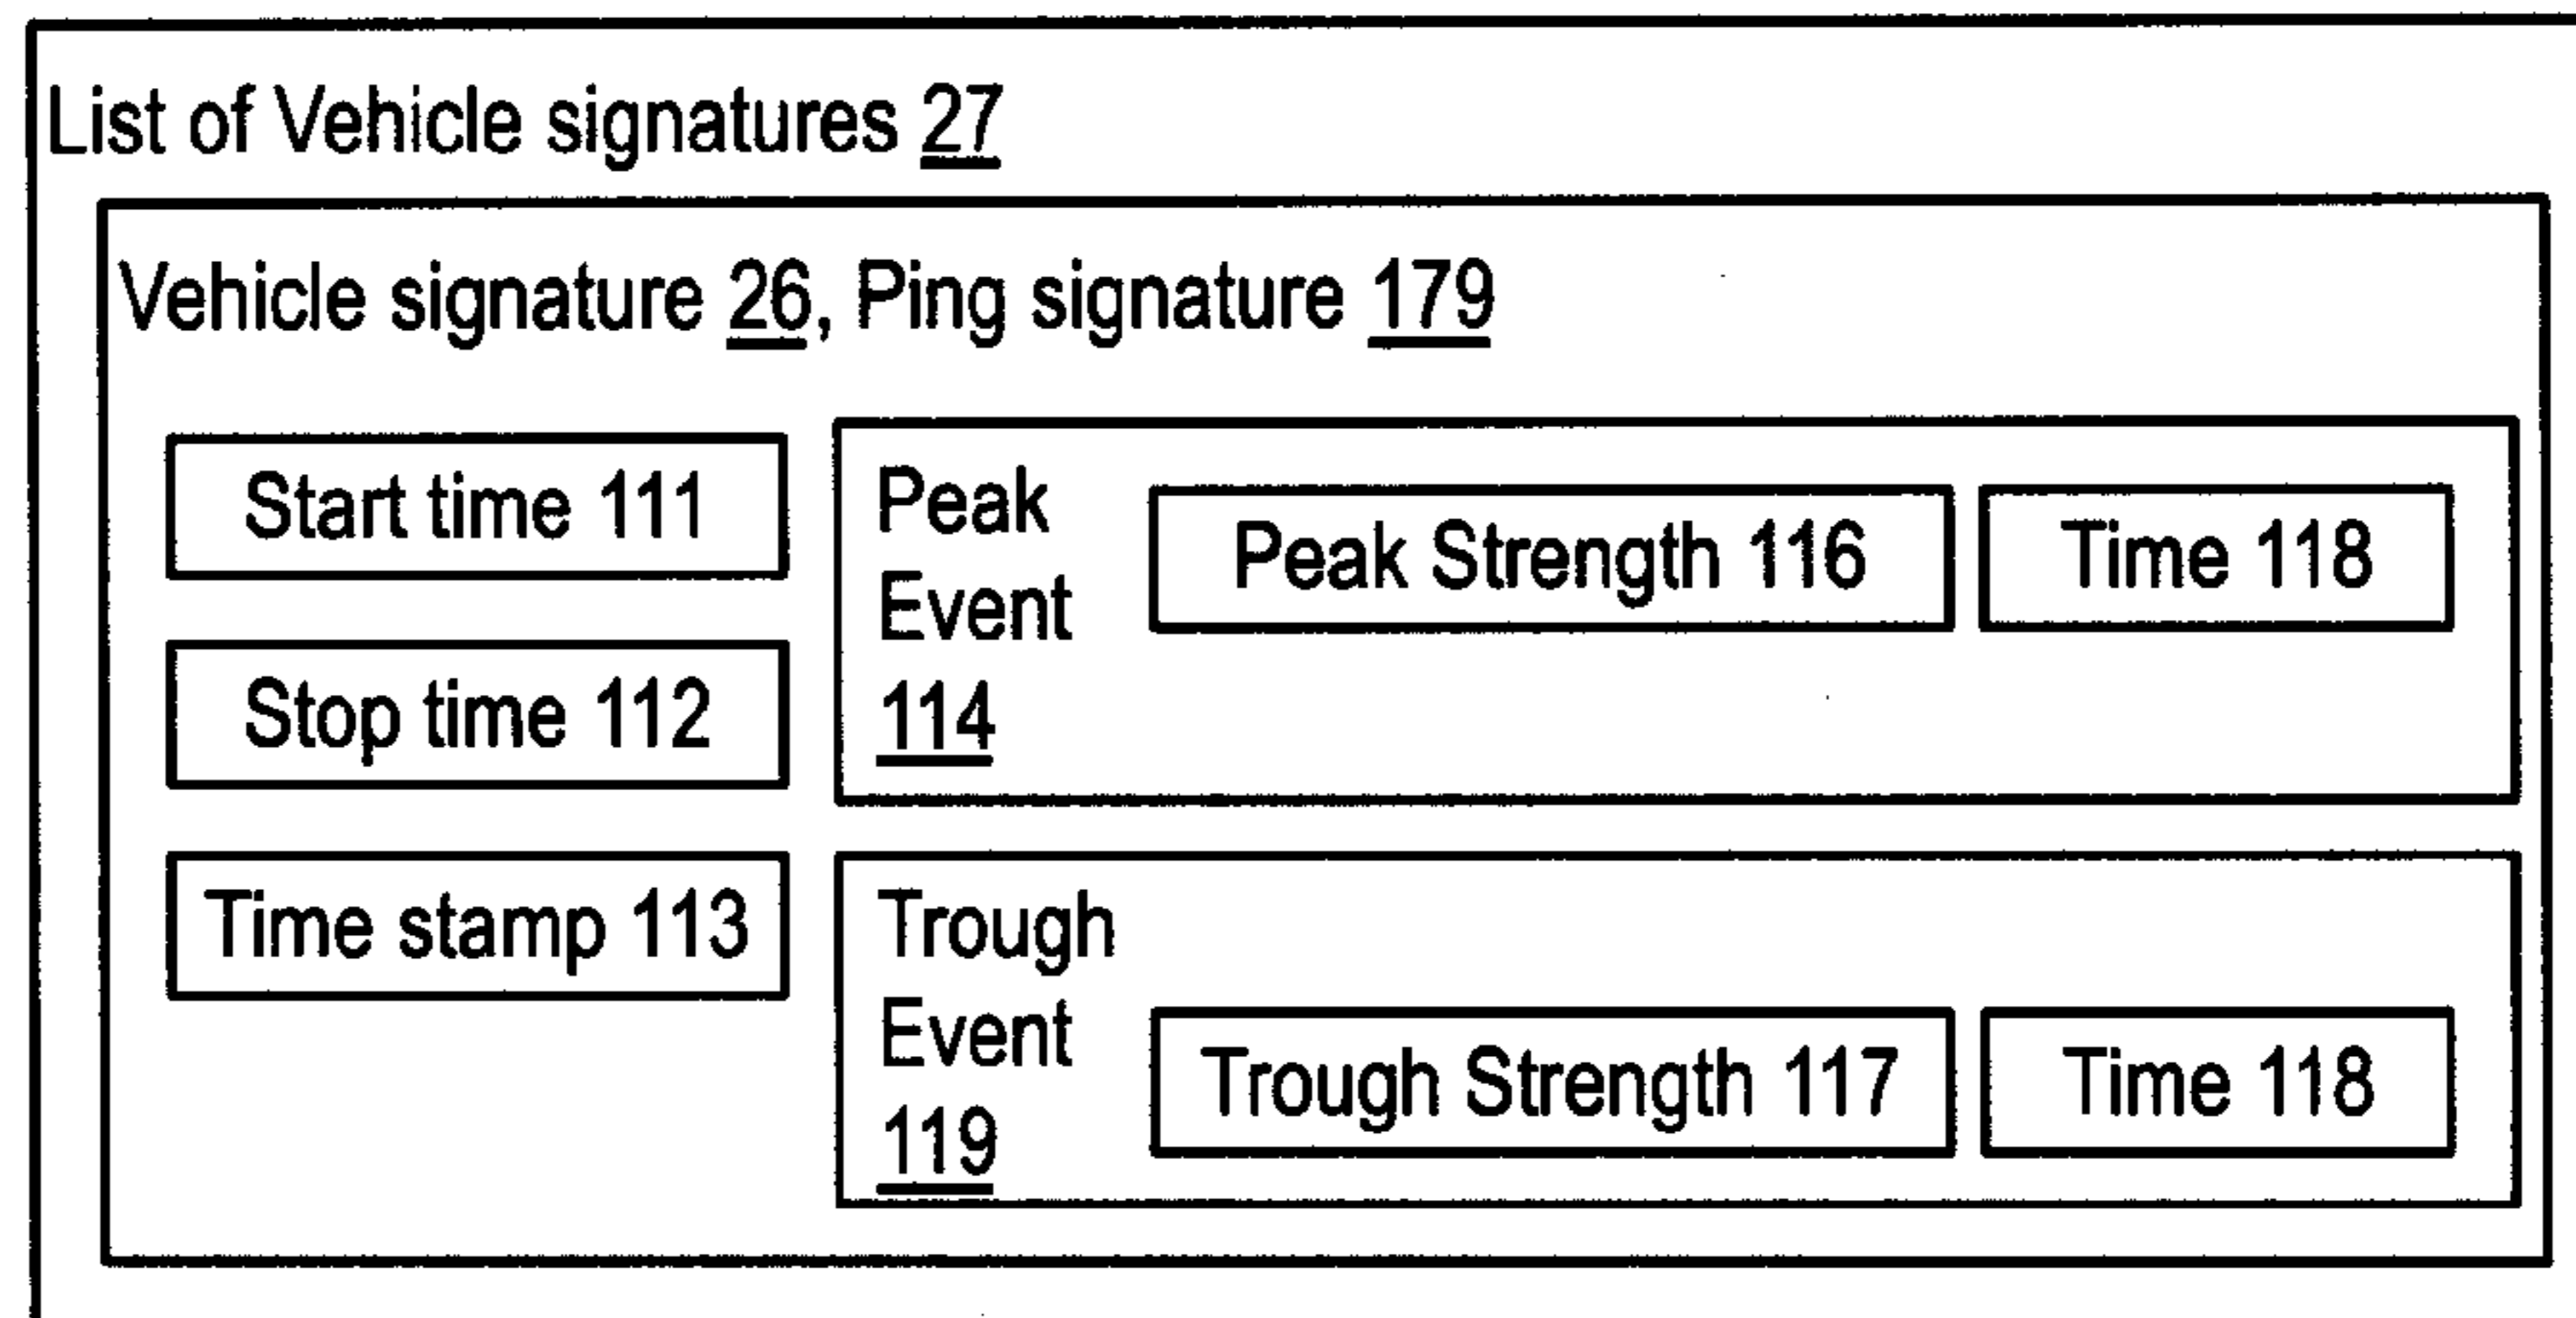 List of Vehicle signatures 27
Vehicle signature 26, Ping signature 179
Start time 111
Stop time 112
Time stamp 113
Peak
Event
114
Peak Strength 116
Time 118
Trough
Event
119
Trough Strength 117
Time 118